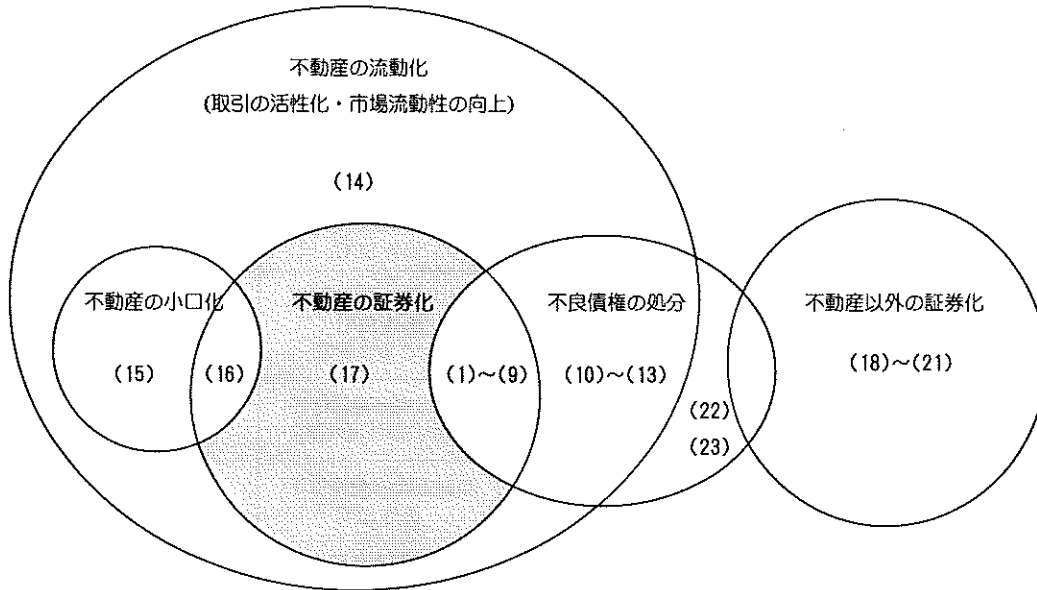 不動産の流動化
(取引の活性化・市場流動性の向上)
(14)
不動産の小口化
不動産の証券化
不良債権の処分
不動産以外の証券化
(15)
(16)
(17)
(1)～(9)
(10)～(13)
(18)～(21)
(22)
(23)